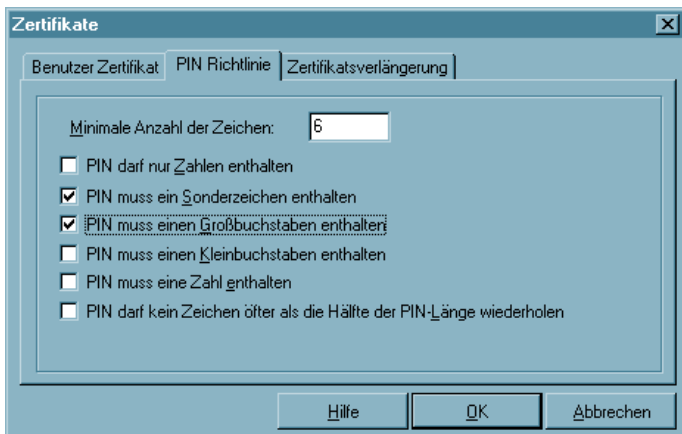 Zertifikate
Benutzer Zertifikat PIN Richtlinie Zertifikatsverlängerung
Minimale Anzahl der Zeichen: 6
PIN darf nur Zahlen enthalten
PIN muss ein Sonderzeichen enthalten
PIN muss einen Großbuchstaben enthalten
PIN muss einen Kleinbuchstaben enthalten
PIN muss eine Zahl enthalten
PIN darf kein Zeichen öfter als die Hälfte der PIN-Länge wiederholen
Hilfe OK Abbrechen